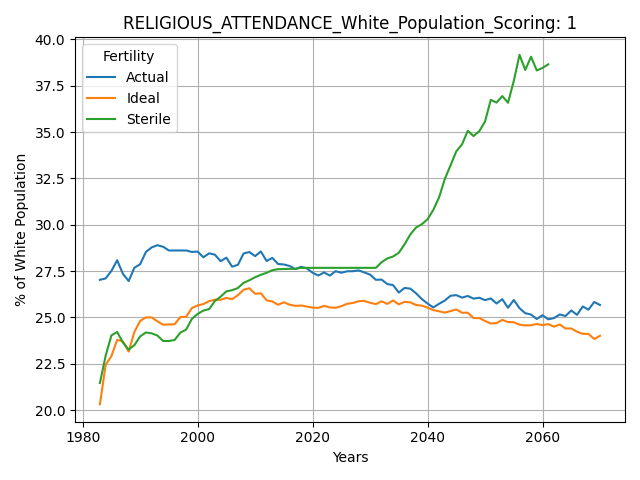 RELIGIOUS_ATTENDANCE_White_Population_Scoring: 1
Fertility
Actual
Ideal
Sterile
% of White Population
40.0
37.5
35.0
32.5
30.0
27.5
25.0
22.5
20.0
1980
2000
2020
2040
2060
Years